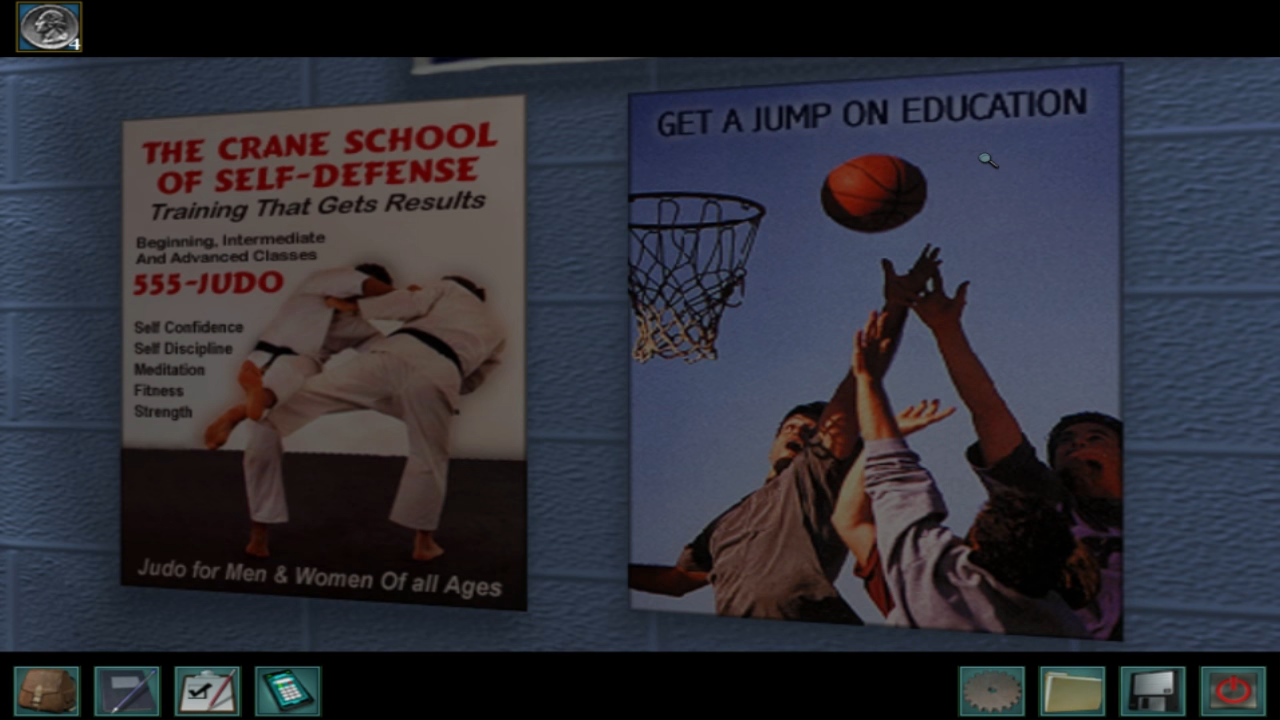 4
THE CRANE SCHOOL
OF SELF-DEFENSE
Training That Gets Results
Beginning, Intermediate
And Advanced Classes
555-JUDO
Self Confidence
Self Discipline
Meditation
Fitness
Strength
Judo for Men & Women Of all Ages
GET A JUMP ON EDUCATION